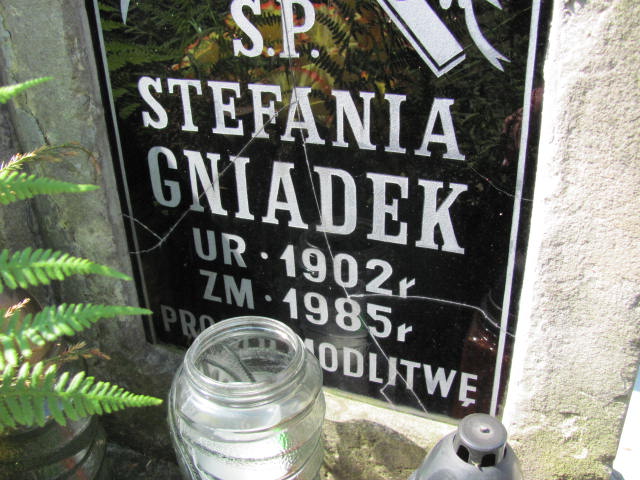 S.P.
STEFANIA
GNIADEK
UR · 1902r
ZM · 1985r
MODLITWĘ